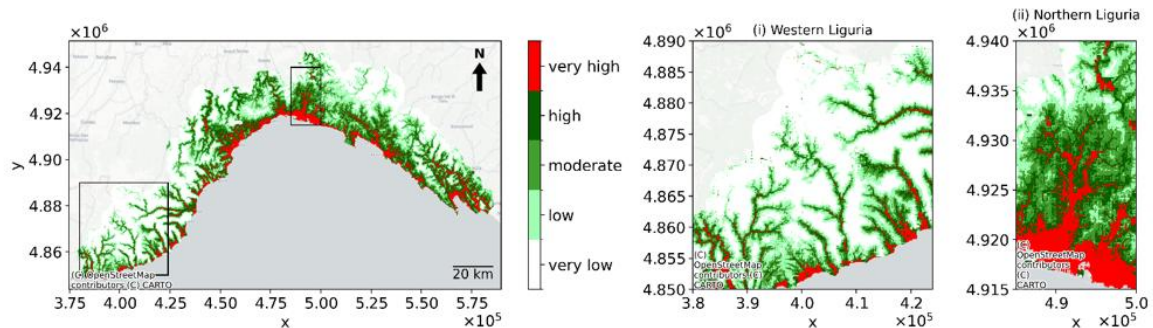 ×10⁶
4.94
4.92
4.90
4.88
4.86
y
N
20 km
(C) OpenStreetMap
contributors (C) CARTO
3.75
4.00
4.25
4.50
4.75
5.00
5.25
5.50
5.75
x
×10⁵
very high
high
moderate
low
very low
(i) Western Liguria
×10⁶
4.890
4.885
4.880
4.875
4.870
4.865
4.860
4.855
4.850
(C)
OpenStreetMap
contributors (C)
CARTO
3.8
3.9
4.0
4.1
4.2
x
×10⁵
(ii) Northern Liguria
×10⁶
4.940
4.935
4.930
4.925
4.920
4.915
(C)
OpenStreetMap
contributors
(C)
CARTO
4.9
5.0
x
×10⁵